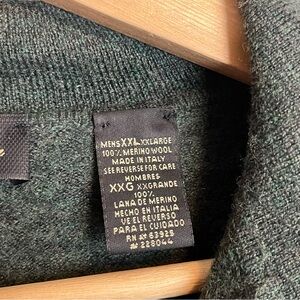 MENS XXL XXLARGE
100% MERINO WOOL
MADE IN ITALY
SEE REVERSE FOR CARE
HOMBRES
XXG XXGRANDE
100%
LANA DE MERINO
HECHO EN ITALIA
VE EL REVERSO
PARA EL CUIDADO
RN # 63925
# 228044